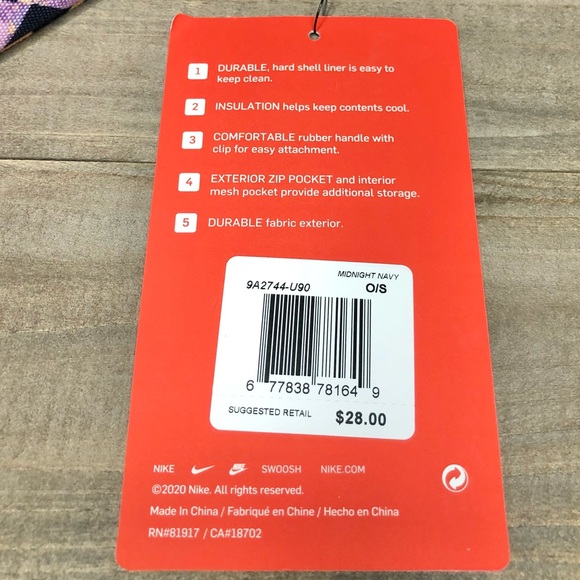 1 DURABLE, hard shell liner is easy to
keep clean.
2 INSULATION helps keep contents cool.
3 COMFORTABLE rubber handle with
clip for easy attachment.
4 EXTERIOR ZIP POCKET and interior
mesh pocket provide additional storage.
5 DURABLE fabric exterior.
MIDNIGHT NAVY
9A2744-U90 O/S
6 77838 78164 9
SUGGESTED RETAIL $28.00
NIKE NIKE SWOOSH NIKE.COM
©2020 Nike. All rights reserved.
Made In China / Fabriqué en Chine / Hecho en China
RN#81917 / CA#18702